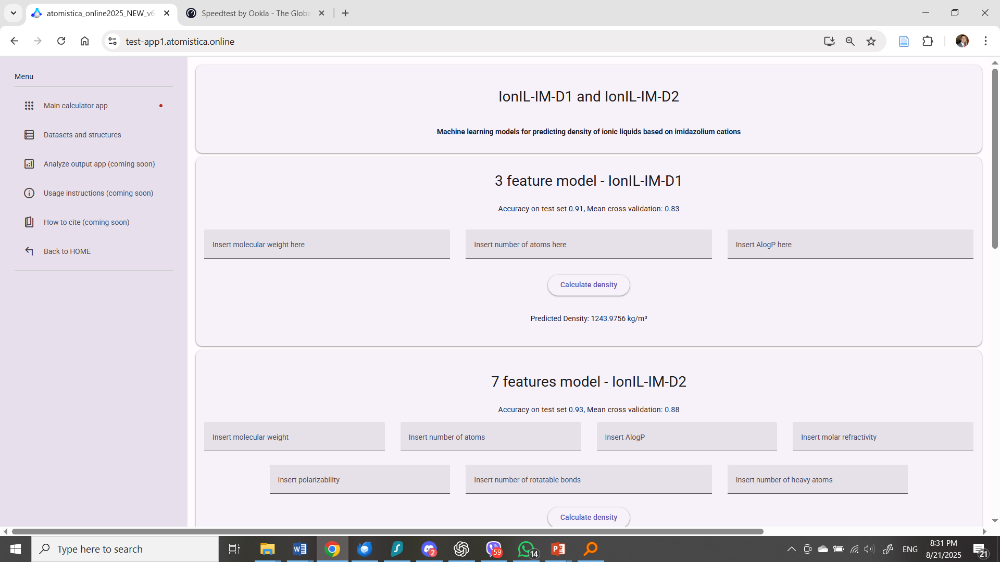 atomistica_online2025_NEW_v6
Speedtest by Ookla - The Globa
test-app1.atomistica.online
Menu
Main calculator app
Datasets and structures
Analyze output app (coming soon)
Usage instructions (coming soon)
How to cite (coming soon)
Back to HOME
IonIL-IM-D1 and IonIL-IM-D2
Machine learning models for predicting density of ionic liquids based on imidazolium cations
3 feature model - IonIL-IM-D1
Accuracy on test set 0.91, Mean cross validation: 0.83
Insert molecular weight here
Insert number of atoms here
Insert AlogP here
Calculate density
Predicted Density: 1243.9756 kg/m³
7 features model - IonIL-IM-D2
Accuracy on test set 0.93, Mean cross validation: 0.88
Insert molecular weight
Insert number of atoms
Insert AlogP
Insert molar refractivity
Insert polarizability
Insert number of rotatable bonds
Insert number of heavy atoms
Calculate density
Type here to search
2
59
14
ENG
8:31 PM
8/21/2025
21